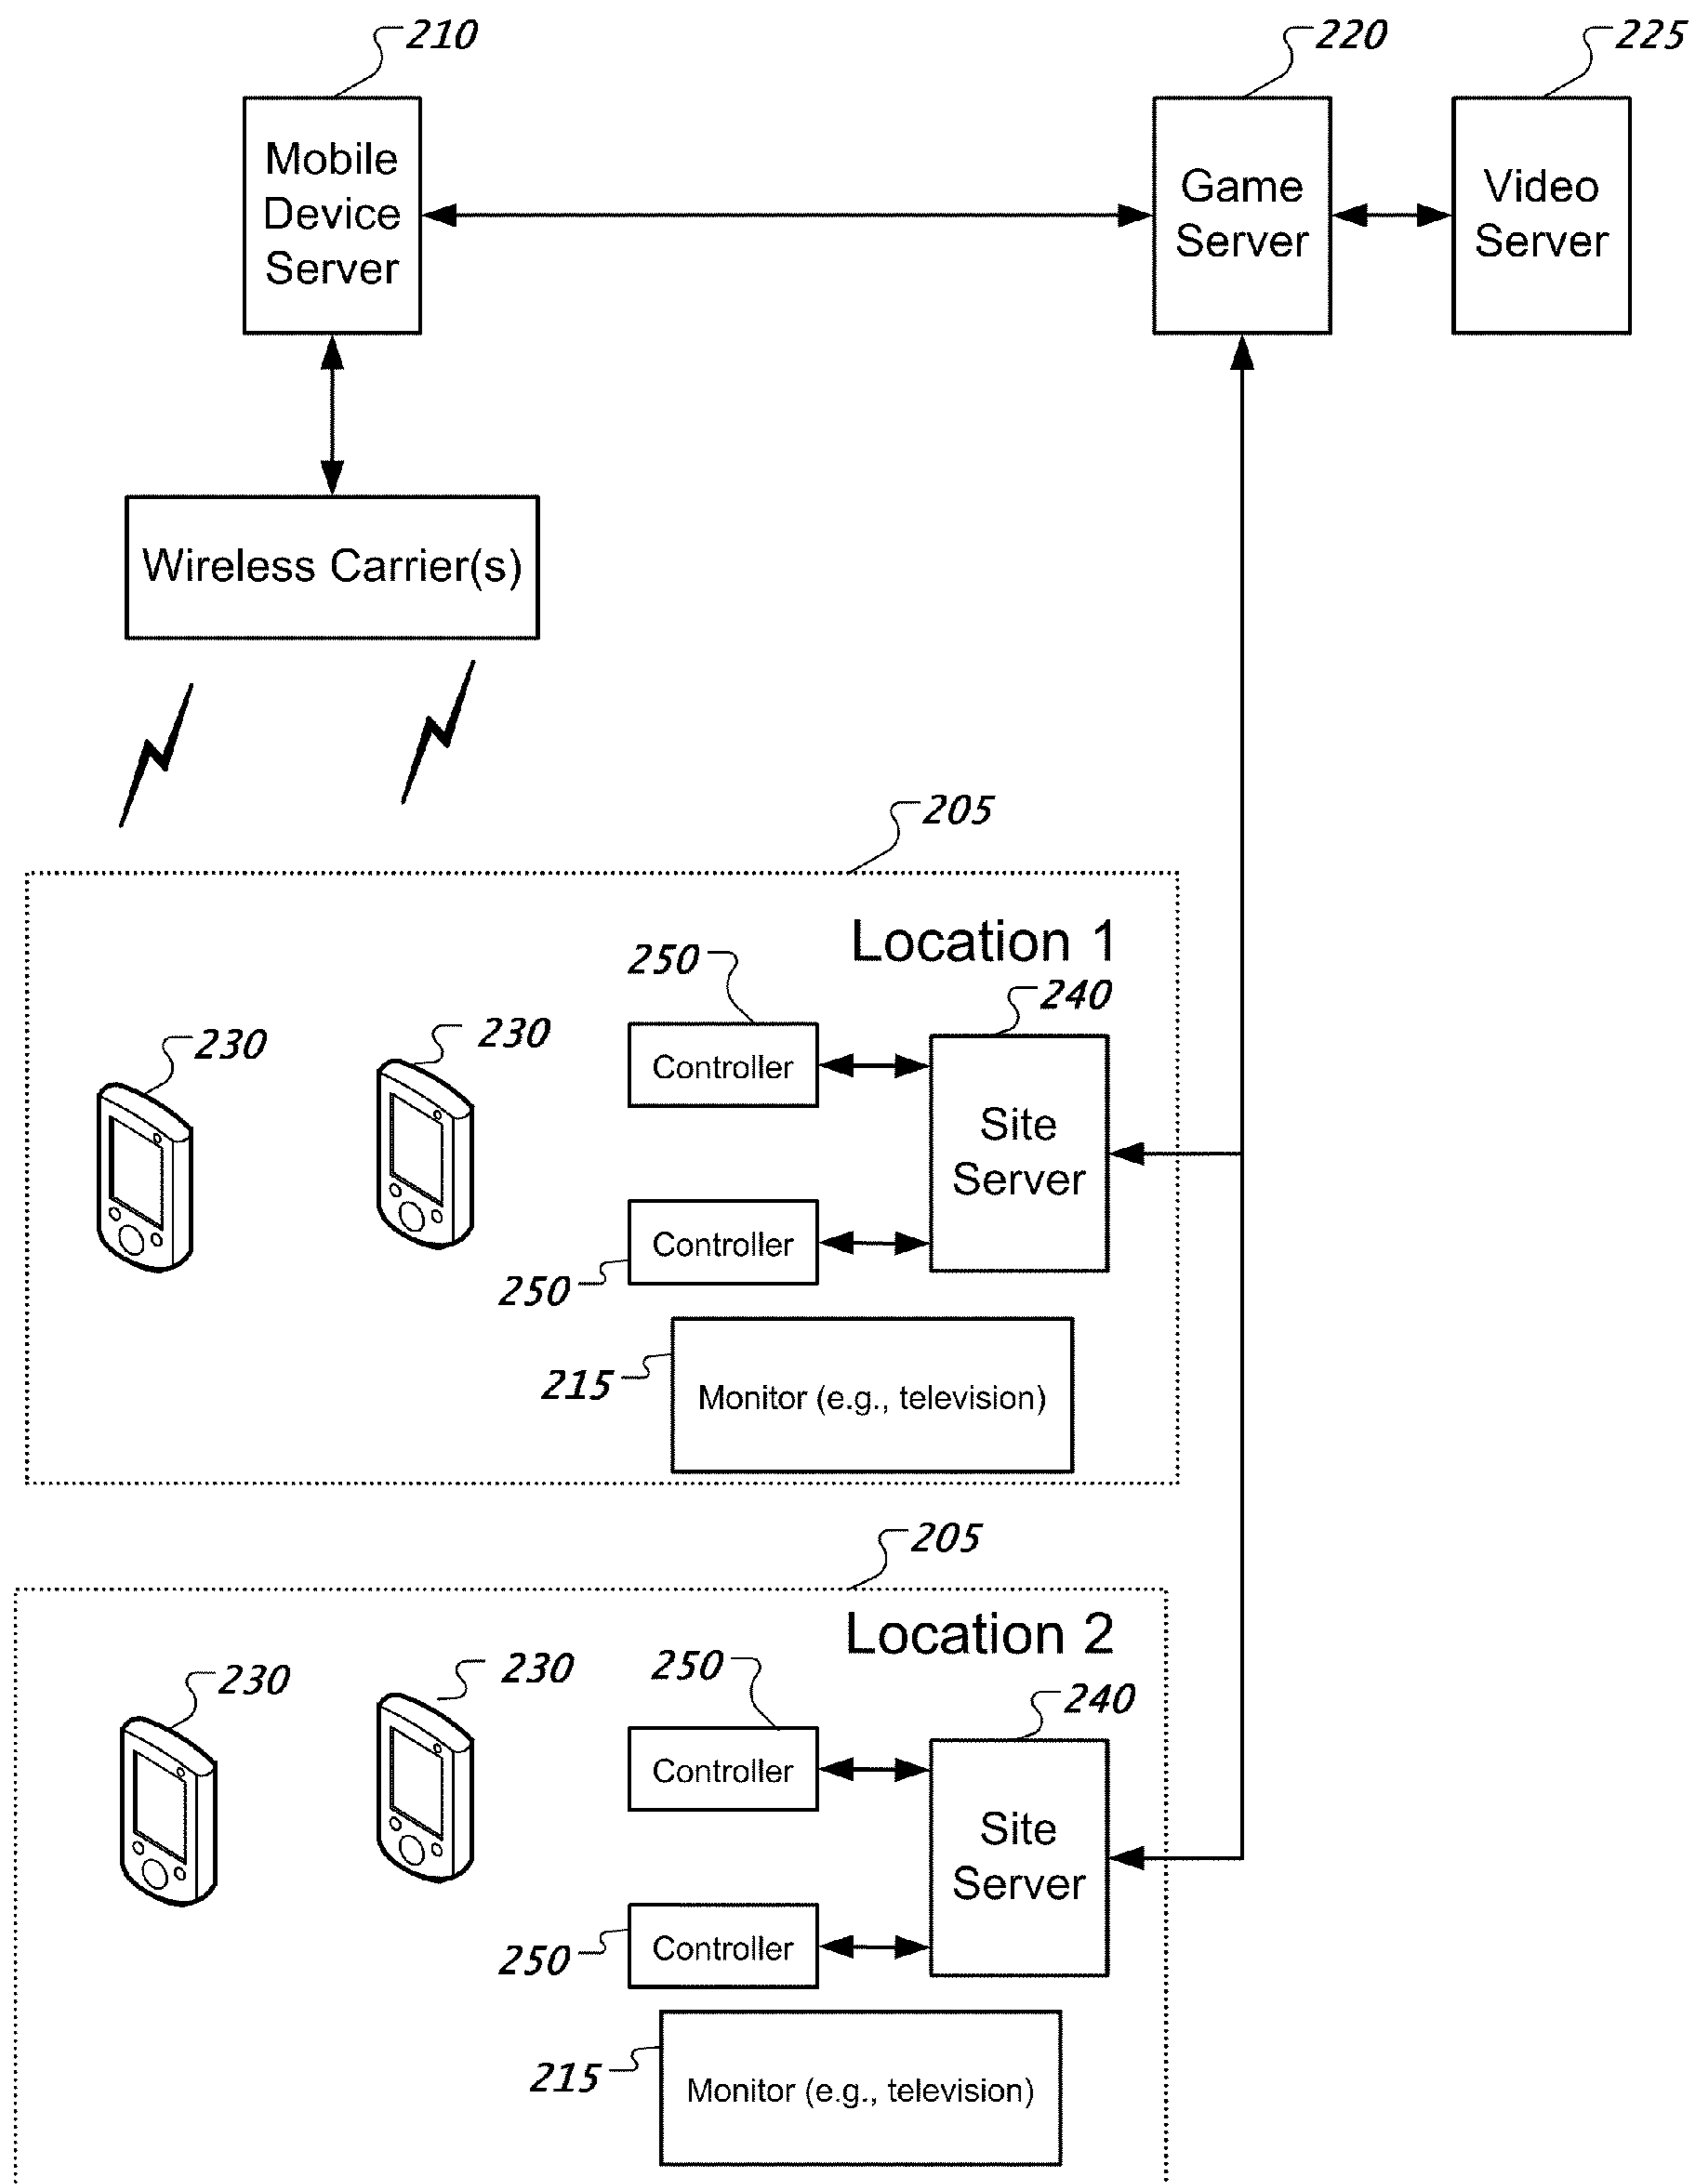 210
220
225
Mobile
Device
Server
Game
Server
Video
Server
Wireless Carrier(s)
205
Location 1
250
240
230
230
Controller
Site
Server
Controller
250
215
Monitor (e.g., television)
205
Location 2
230
230
250
240
Controller
Site
Server
Controller
250
215
Monitor (e.g., television)